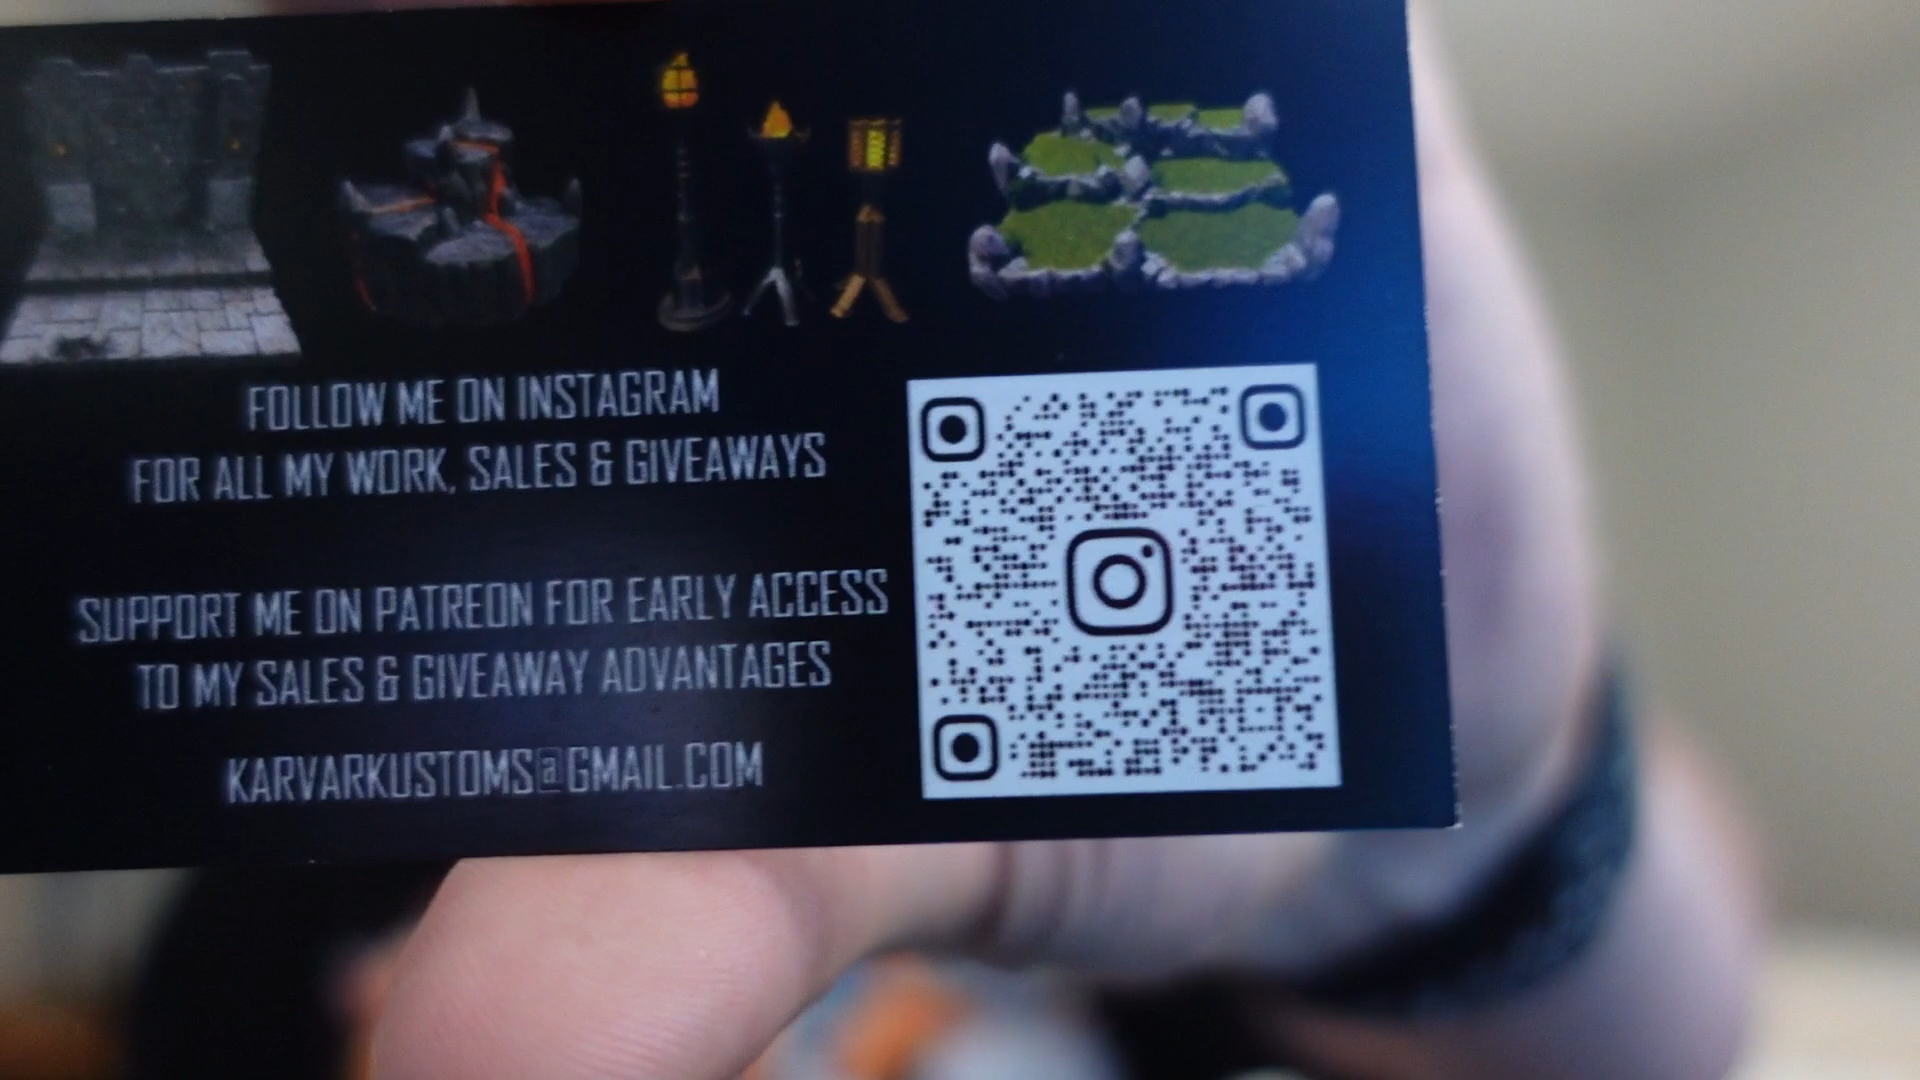 FOLLOW ME ON INSTAGRAM
FOR ALL MY WORK, SALES & GIVEAWAYS
SUPPORT ME ON PATREON FOR EARLY ACCESS
TO MY SALES & GIVEAWAY ADVANTAGES
KARVARKUSTOMS@GMAIL.COM